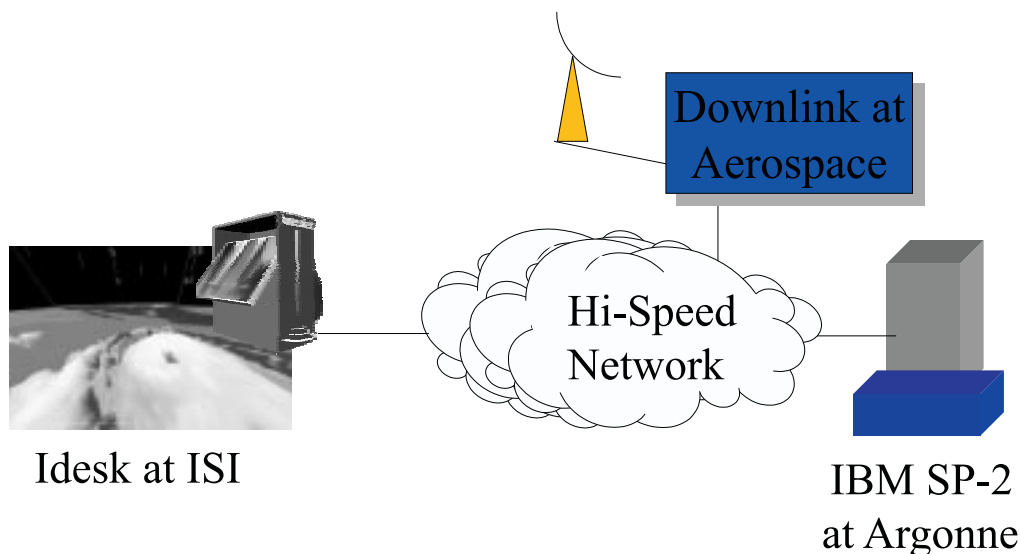 Downlink at
Aerospace
Hi-Speed
Network
Idesk at ISI
IBM SP-2
at Argonne